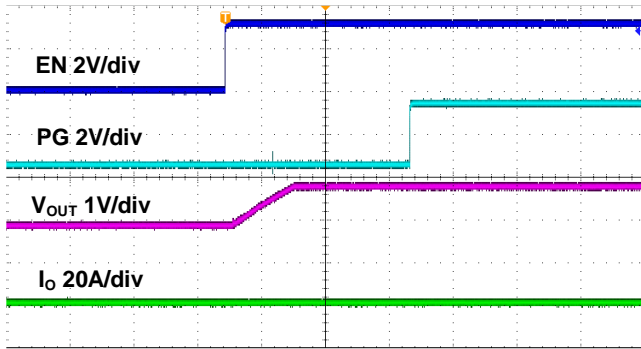 T
EN 2V/div
PG 2V/div
VOUT 1V/div
IO 20A/div